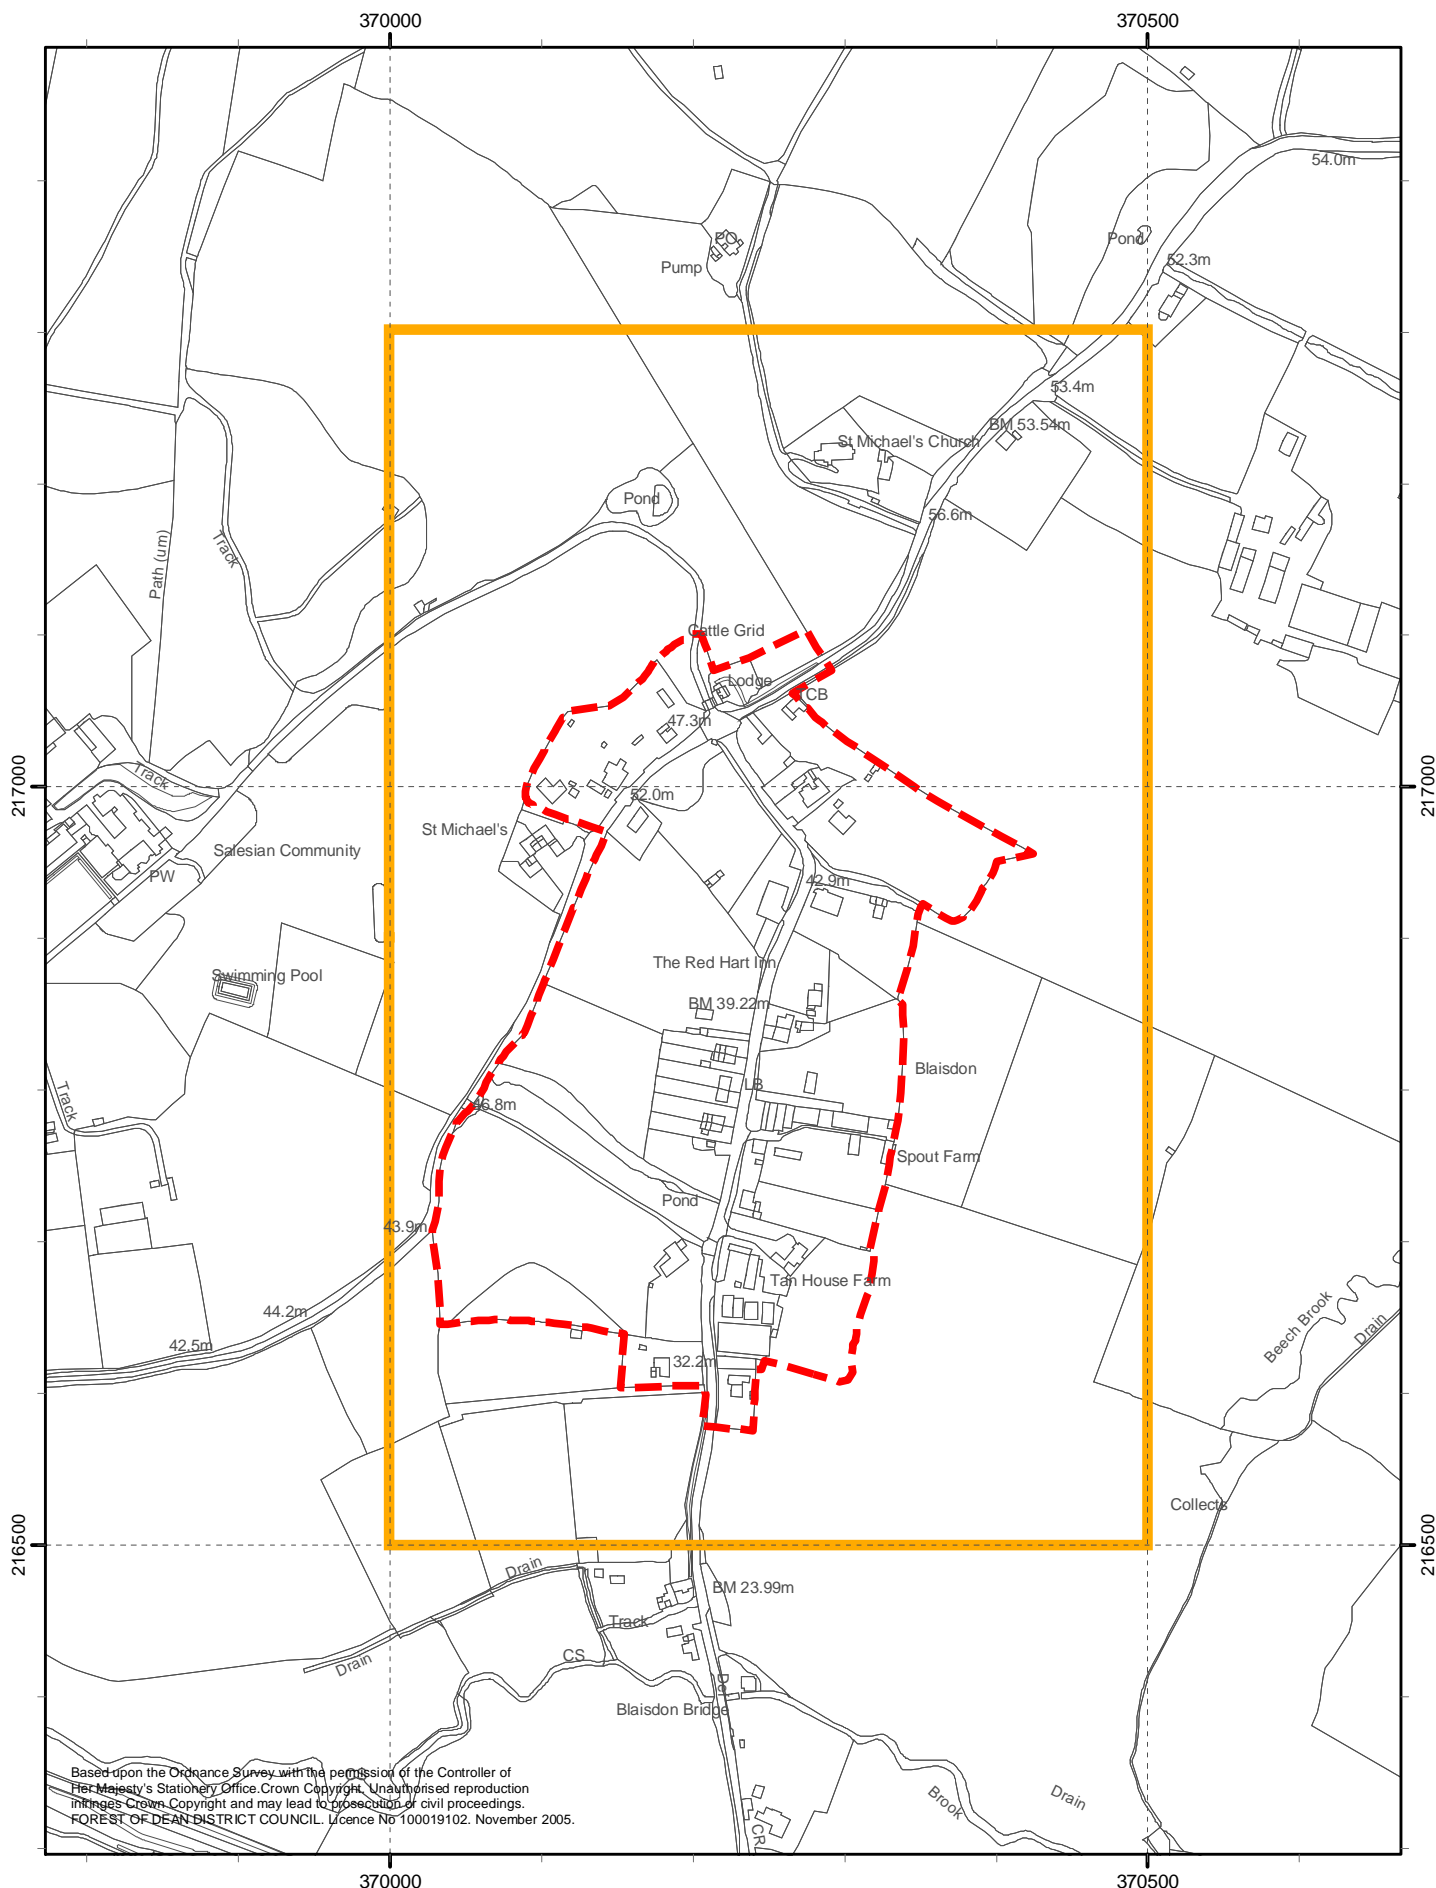 370000
370500
54.0m
PO
Pond
52.3m
Pump
53.4m
BM 53.54m
St Michael's Church
Pond
56.6m
Track
Path (um)
Cattle Grid
Lodge
TCB
47.3m
217000
217000
Track
52.0m
St Michael's
Salesian Community
PW
42.9m
The Red Hart Inn
Swimming Pool
BM 39.22m
Blaisdon
LB
Track
46.8m
Spout Farm
Pond
43.9m
Tan House Farm
44.2m
Beech Brook
Drain
42.5m
32.2m
Collects
216500
216500
Drain
BM 23.99m
Track
CS
Drain
Def
Blaisdon Bridge
Based upon the Ordnance Survey with the permission of the Controller of
Her Majesty's Stationery Office.Crown Copyright. Unauthorised reproduction
infringes Crown Copyright and may lead to prosecution or civil proceedings.
FOREST OF DEAN DISTRICT COUNCIL. Licence No 100019102. November 2005.
Brook
Drain
CR
370000
370500